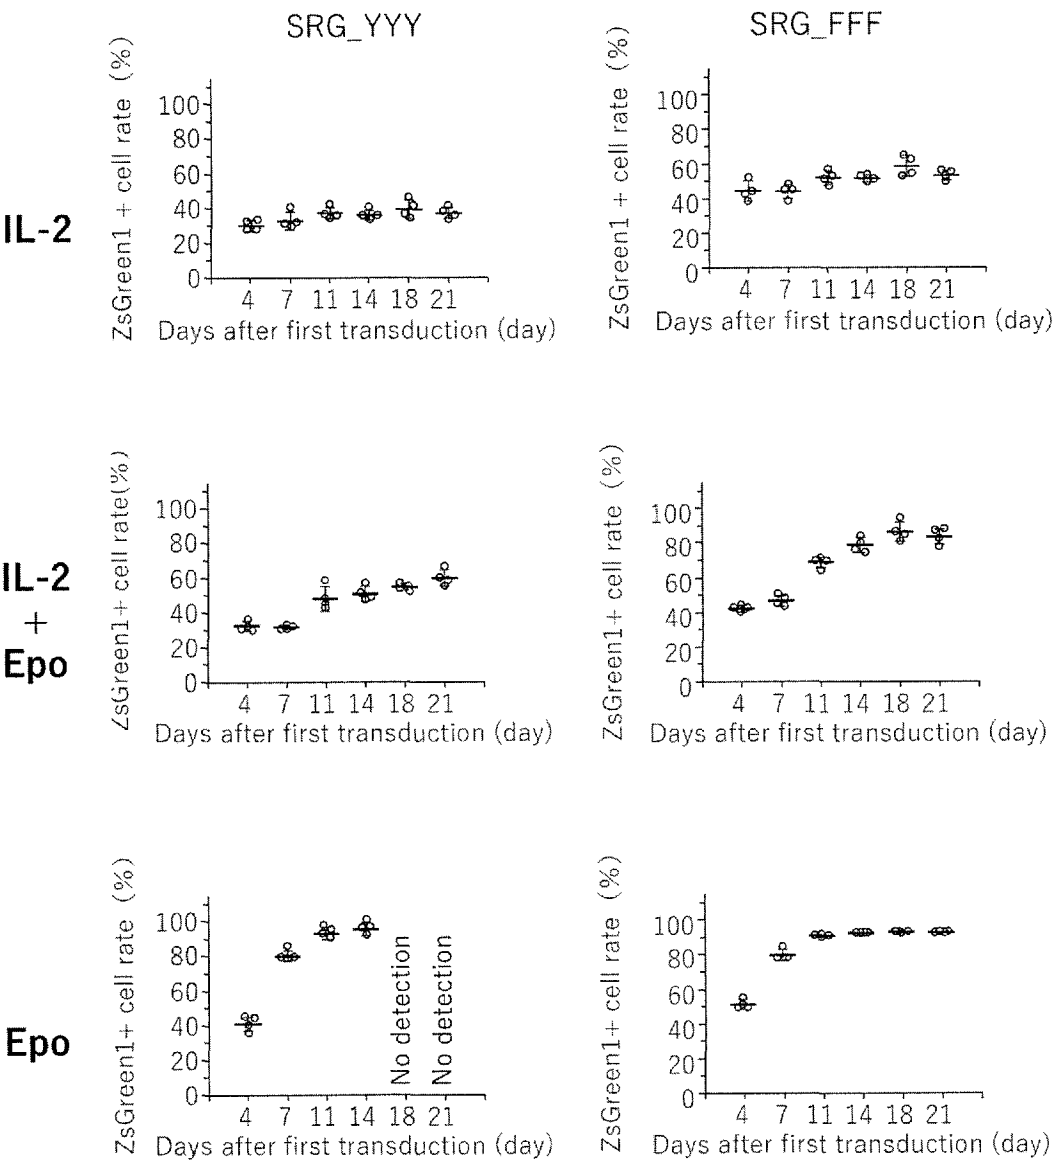 SRG_YYY
SRG_FFF
IL-2
ZsGreen1 + cell rate (%)
100
80
60
40
20
0
4 7 11 14 18 21
Days after first transduction (day)
ZsGreen1 + cell rate (%)
100
80
60
40
20
0
4 7 11 14 18 21
Days after first transduction (day)
IL-2
+
Epo
ZsGreen1+ cell rate(%)
100
80
60
40
20
0
4 7 11 14 18 21
Days after first transduction (day)
ZsGreen1+ cell rate (%)
100
80
60
40
20
0
4 7 11 14 18 21
Days after first transduction (day)
Epo
ZsGreen1+ cell rate (%)
100
80
60
40
20
0
No detection
No detection
4 7 11 14 18 21
Days after first transduction (day)
ZsGreen1+ cell rate (%)
100
80
60
40
20
0
4 7 11 14 18 21
Days after first transduction (day)